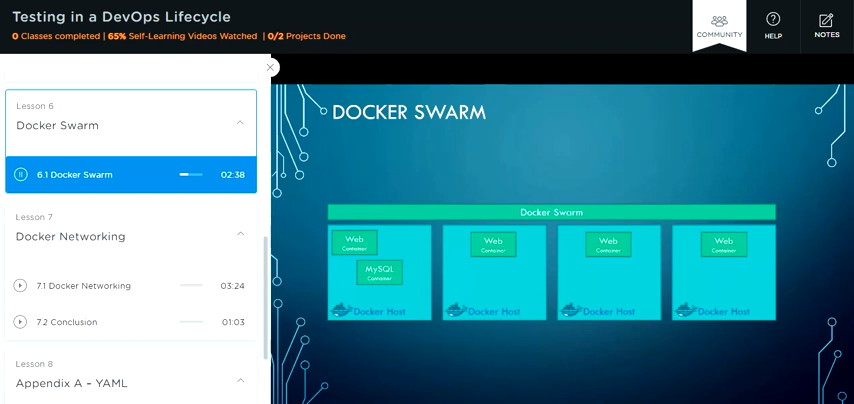 Testing in a DevOps Lifecycle
0 Classes completed | 65% Self-Learning Videos Watched | 0/2 Projects Done
COMMUNITY
HELP
NOTES
Lesson 6
Docker Swarm
6.1 Docker Swarm 02:38
Lesson 7
Docker Networking
7.1 Docker Networking 03:24
7.2 Conclusion 01:03
Lesson 8
Appendix A – YAML
DOCKER SWARM
Docker Swarm
Web
Container
MySQL
Container
Docker Host
Web
Container
Docker Host
Web
Container
Docker Host
Web
Container
Docker Host